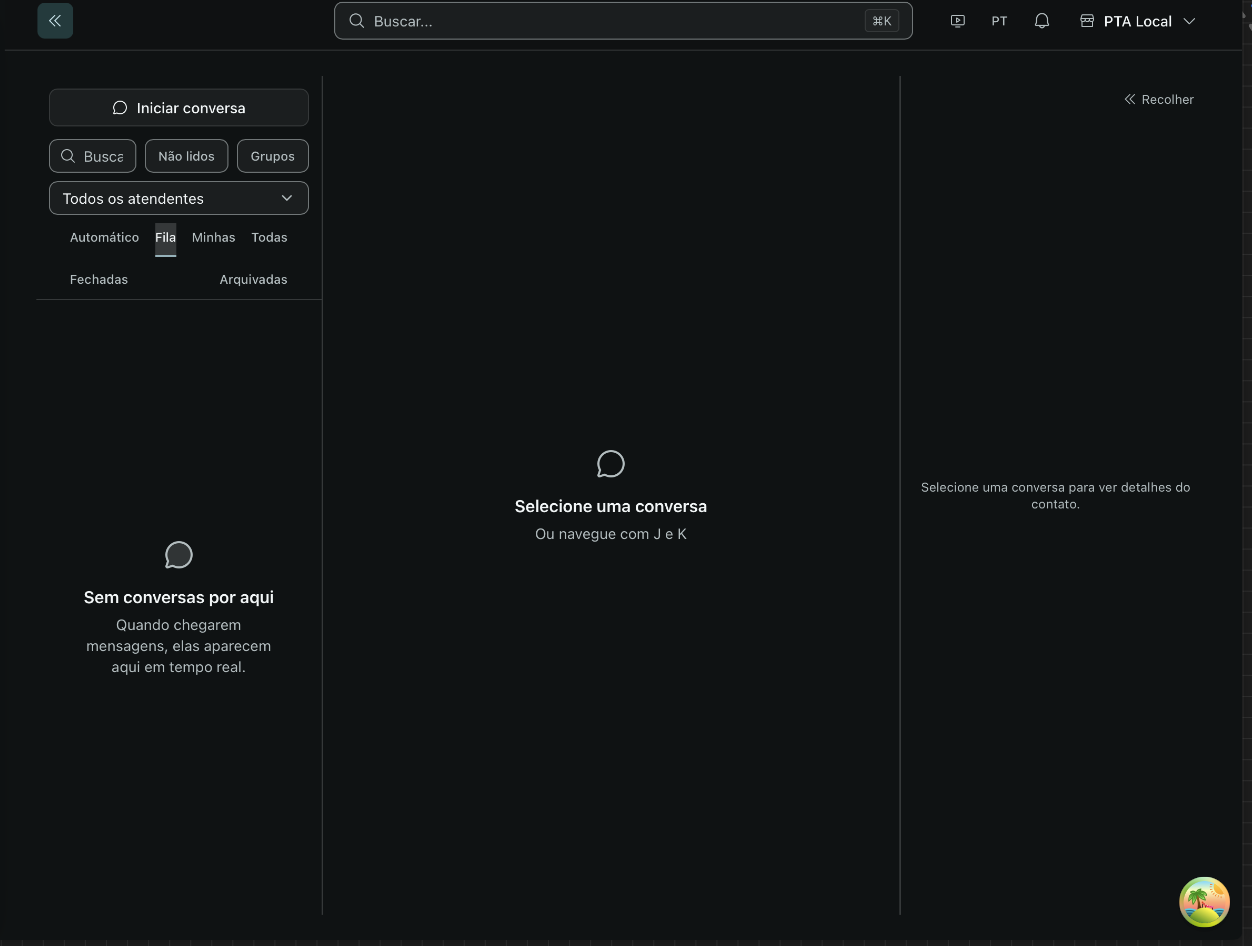 Buscar...
⌘K
PT
PTA Local
Iniciar conversa
Busca
Não lidos
Grupos
Todos os atendentes
Automático
Fila
Minhas
Todas
Fechadas
Arquivadas
Sem conversas por aqui
Quando chegarem
mensagens, elas aparecem
aqui em tempo real.
Selecione uma conversa
Ou navegue com J e K
Recolher
Selecione uma conversa para ver detalhes do
contato.